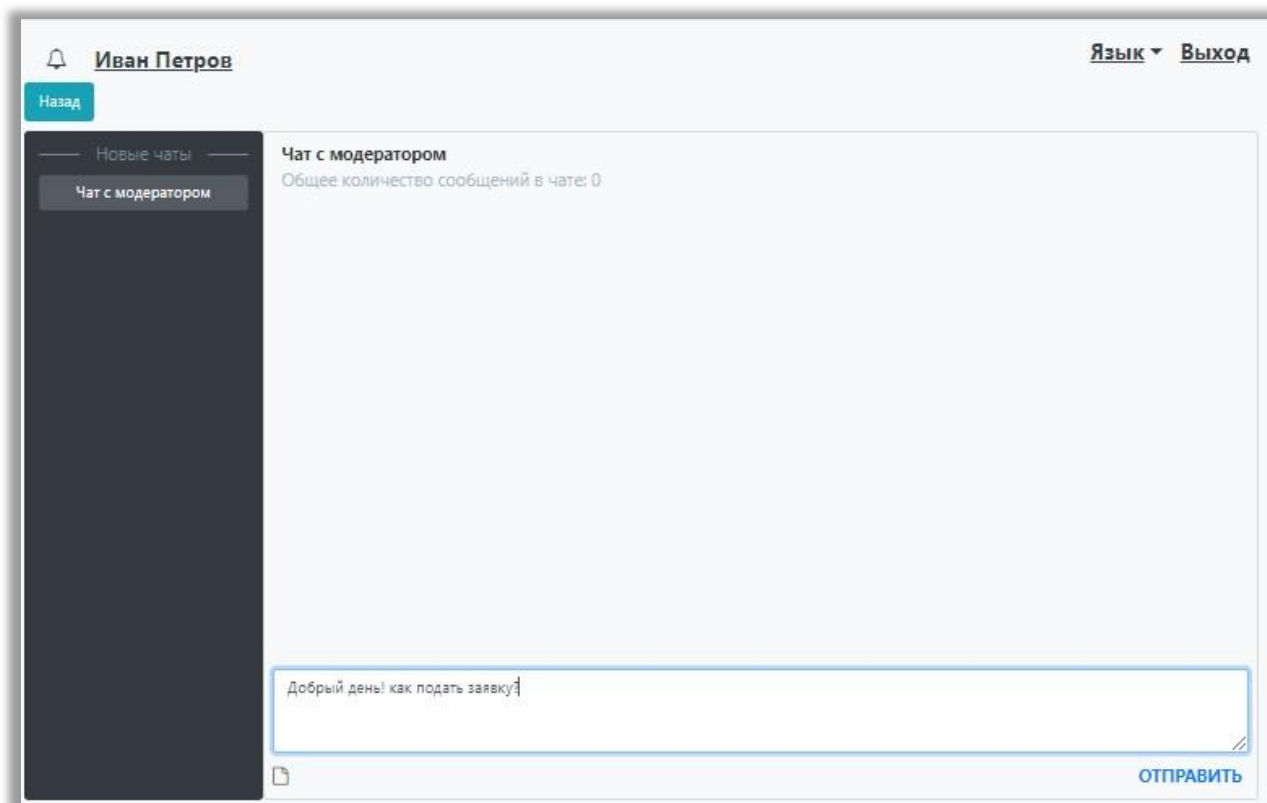 Иван Петров
Язык Выход
Назад
Новые чаты
Чат с модератором
Чат с модератором
Общее количество сообщений в чате: 0
Добрый день! как подать заявку?
ОТПРАВИТЬ